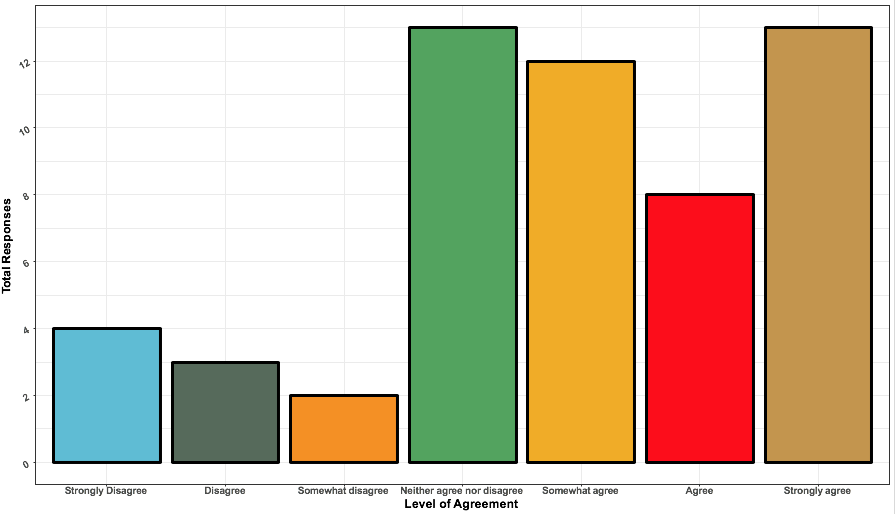 Total Responses
12
10
8
6
4
2
0
Strongly Disagree Disagree Somewhat disagree Neither agree nor disagree Somewhat agree Agree Strongly agree
Level of Agreement